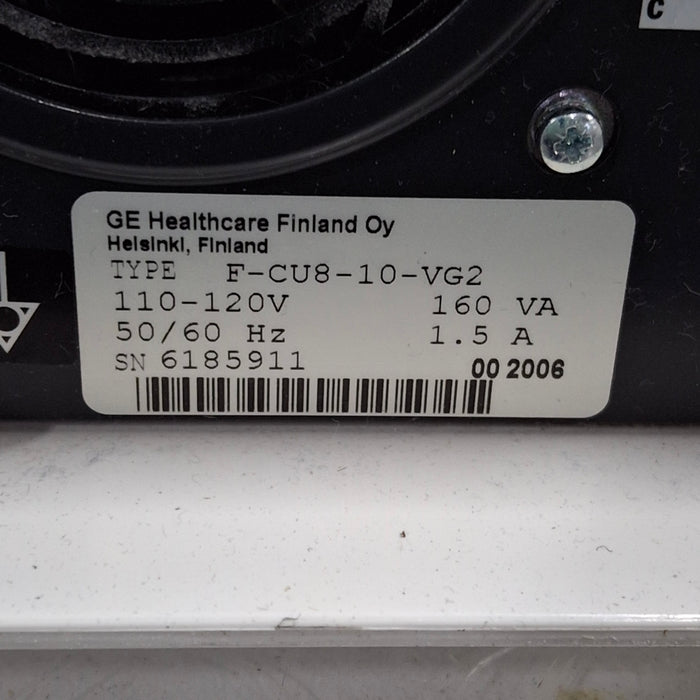 C
GE Healthcare Finland Oy
Helsinki, Finland
TYPE F-CU8-10-VG2
110-120V 160 VA
50/60 Hz 1.5 A
SN 6185911
00 2006